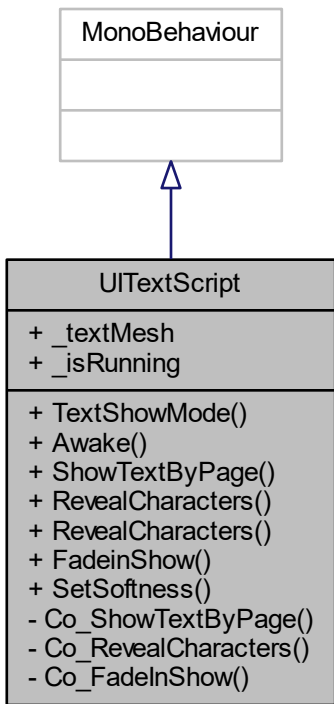 MonoBehaviour
UITextScript
+ _textMesh
+ _isRunning
+ TextShowMode()
+ Awake()
+ ShowTextByPage()
+ RevealCharacters()
+ RevealCharacters()
+ FadeinShow()
+ SetSoftness()
- Co_ShowTextByPage()
- Co_RevealCharacters()
- Co_FadeInShow()